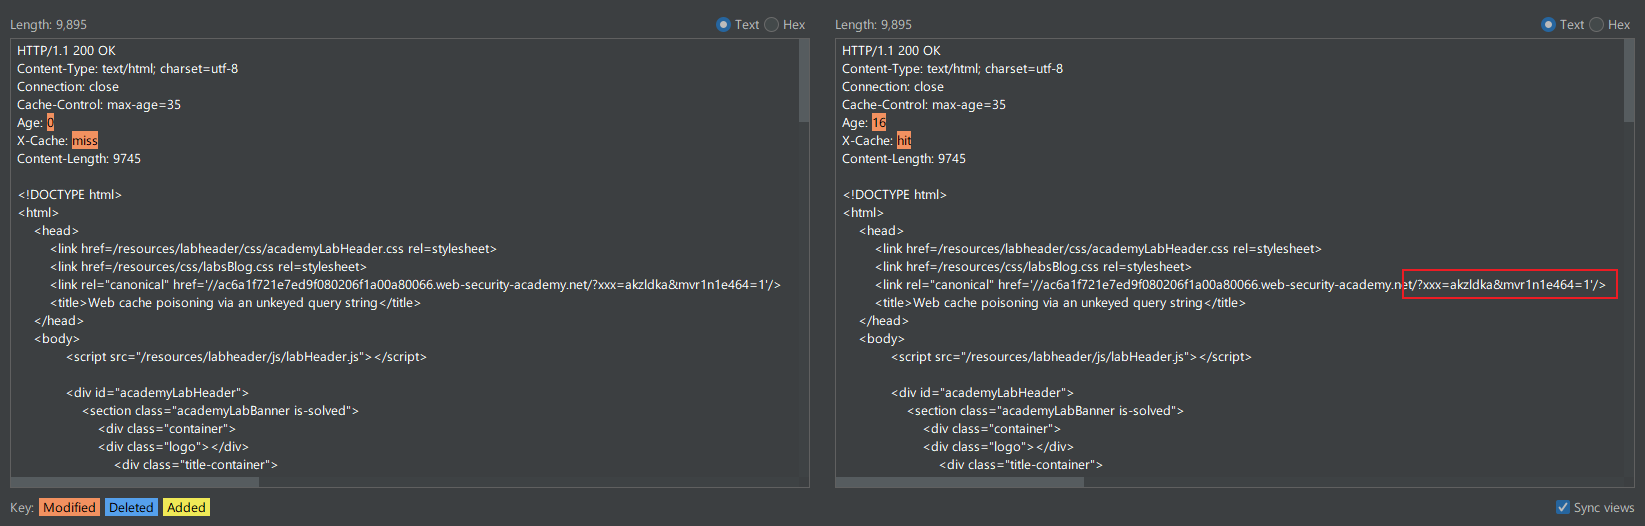 Length: 9,895
Text
Hex
HTTP/1.1 200 OK
Content-Type: text/html; charset=utf-8
Connection: close
Cache-Control: max-age=35
Age: 0
X-Cache: miss
Content-Length: 9745
<!DOCTYPE html>
<html>
<head>
<link href=/resources/labheader/css/academyLabHeader.css rel=stylesheet>
<link href=/resources/css/labsBlog.css rel=stylesheet>
<link rel="canonical" href='//ac6a1f721e7ed9f080206f1a00a80066.web-security-academy.net/?xxx=akzldka&mvr1n1e464=1'/>
<title>Web cache poisoning via an unkeyed query string</title>
</head>
<body>
<script src="/resources/labheader/js/labHeader.js"></script>
<div id="academyLabHeader">
<section class="academyLabBanner is-solved">
<div class="container">
<div class="logo"></div>
<div class="title-container">
Length: 9,895
Text
Hex
HTTP/1.1 200 OK
Content-Type: text/html; charset=utf-8
Connection: close
Cache-Control: max-age=35
Age: 16
X-Cache: hit
Content-Length: 9745
<!DOCTYPE html>
<html>
<head>
<link href=/resources/labheader/css/academyLabHeader.css rel=stylesheet>
<link href=/resources/css/labsBlog.css rel=stylesheet>
<link rel="canonical" href='//ac6a1f721e7ed9f080206f1a00a80066.web-security-academy.net/?xxx=akzldka&mvr1n1e464=1'/>
<title>Web cache poisoning via an unkeyed query string</title>
</head>
<body>
<script src="/resources/labheader/js/labHeader.js"></script>
<div id="academyLabHeader">
<section class="academyLabBanner is-solved">
<div class="container">
<div class="logo"></div>
<div class="title-container">
Key: Modified Deleted Added
Sync views